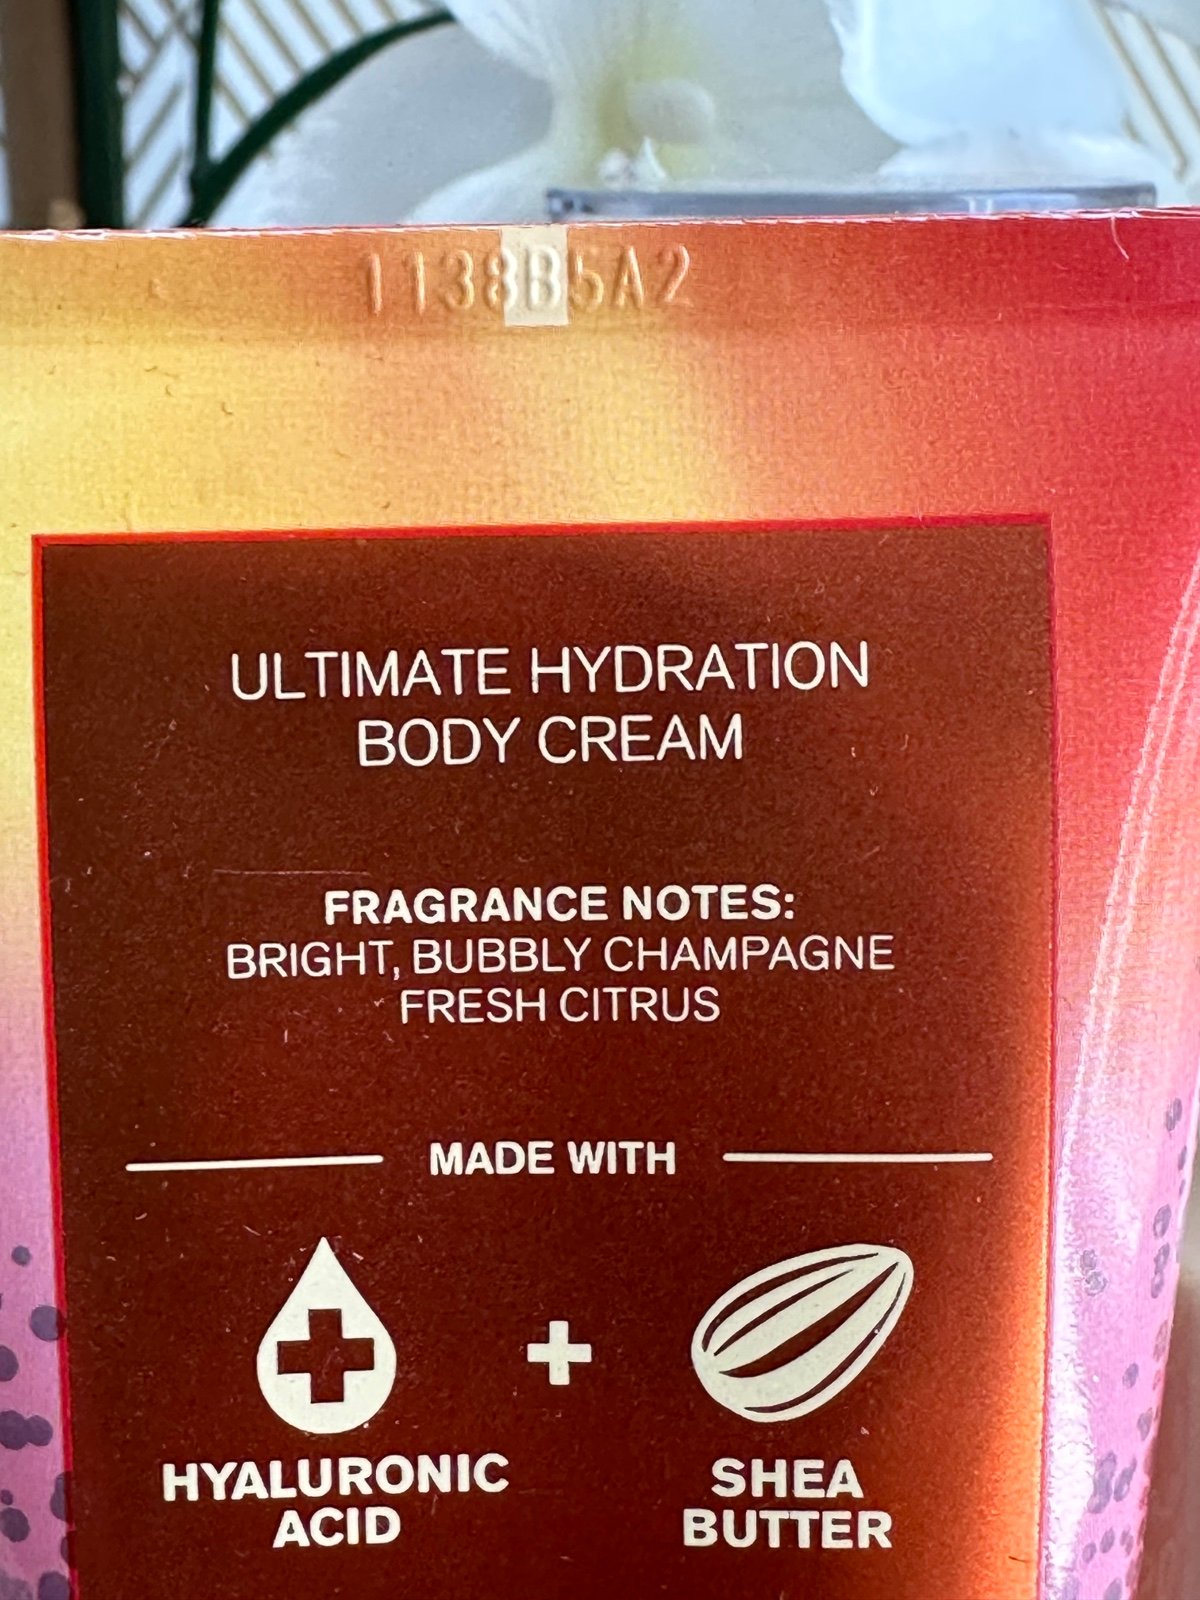 1138B5A2
ULTIMATE HYDRATION
BODY CREAM
FRAGRANCE NOTES:
BRIGHT, BUBBLY CHAMPAGNE
FRESH CITRUS
MADE WITH
HYALURONIC
ACID
+
SHEA
BUTTER